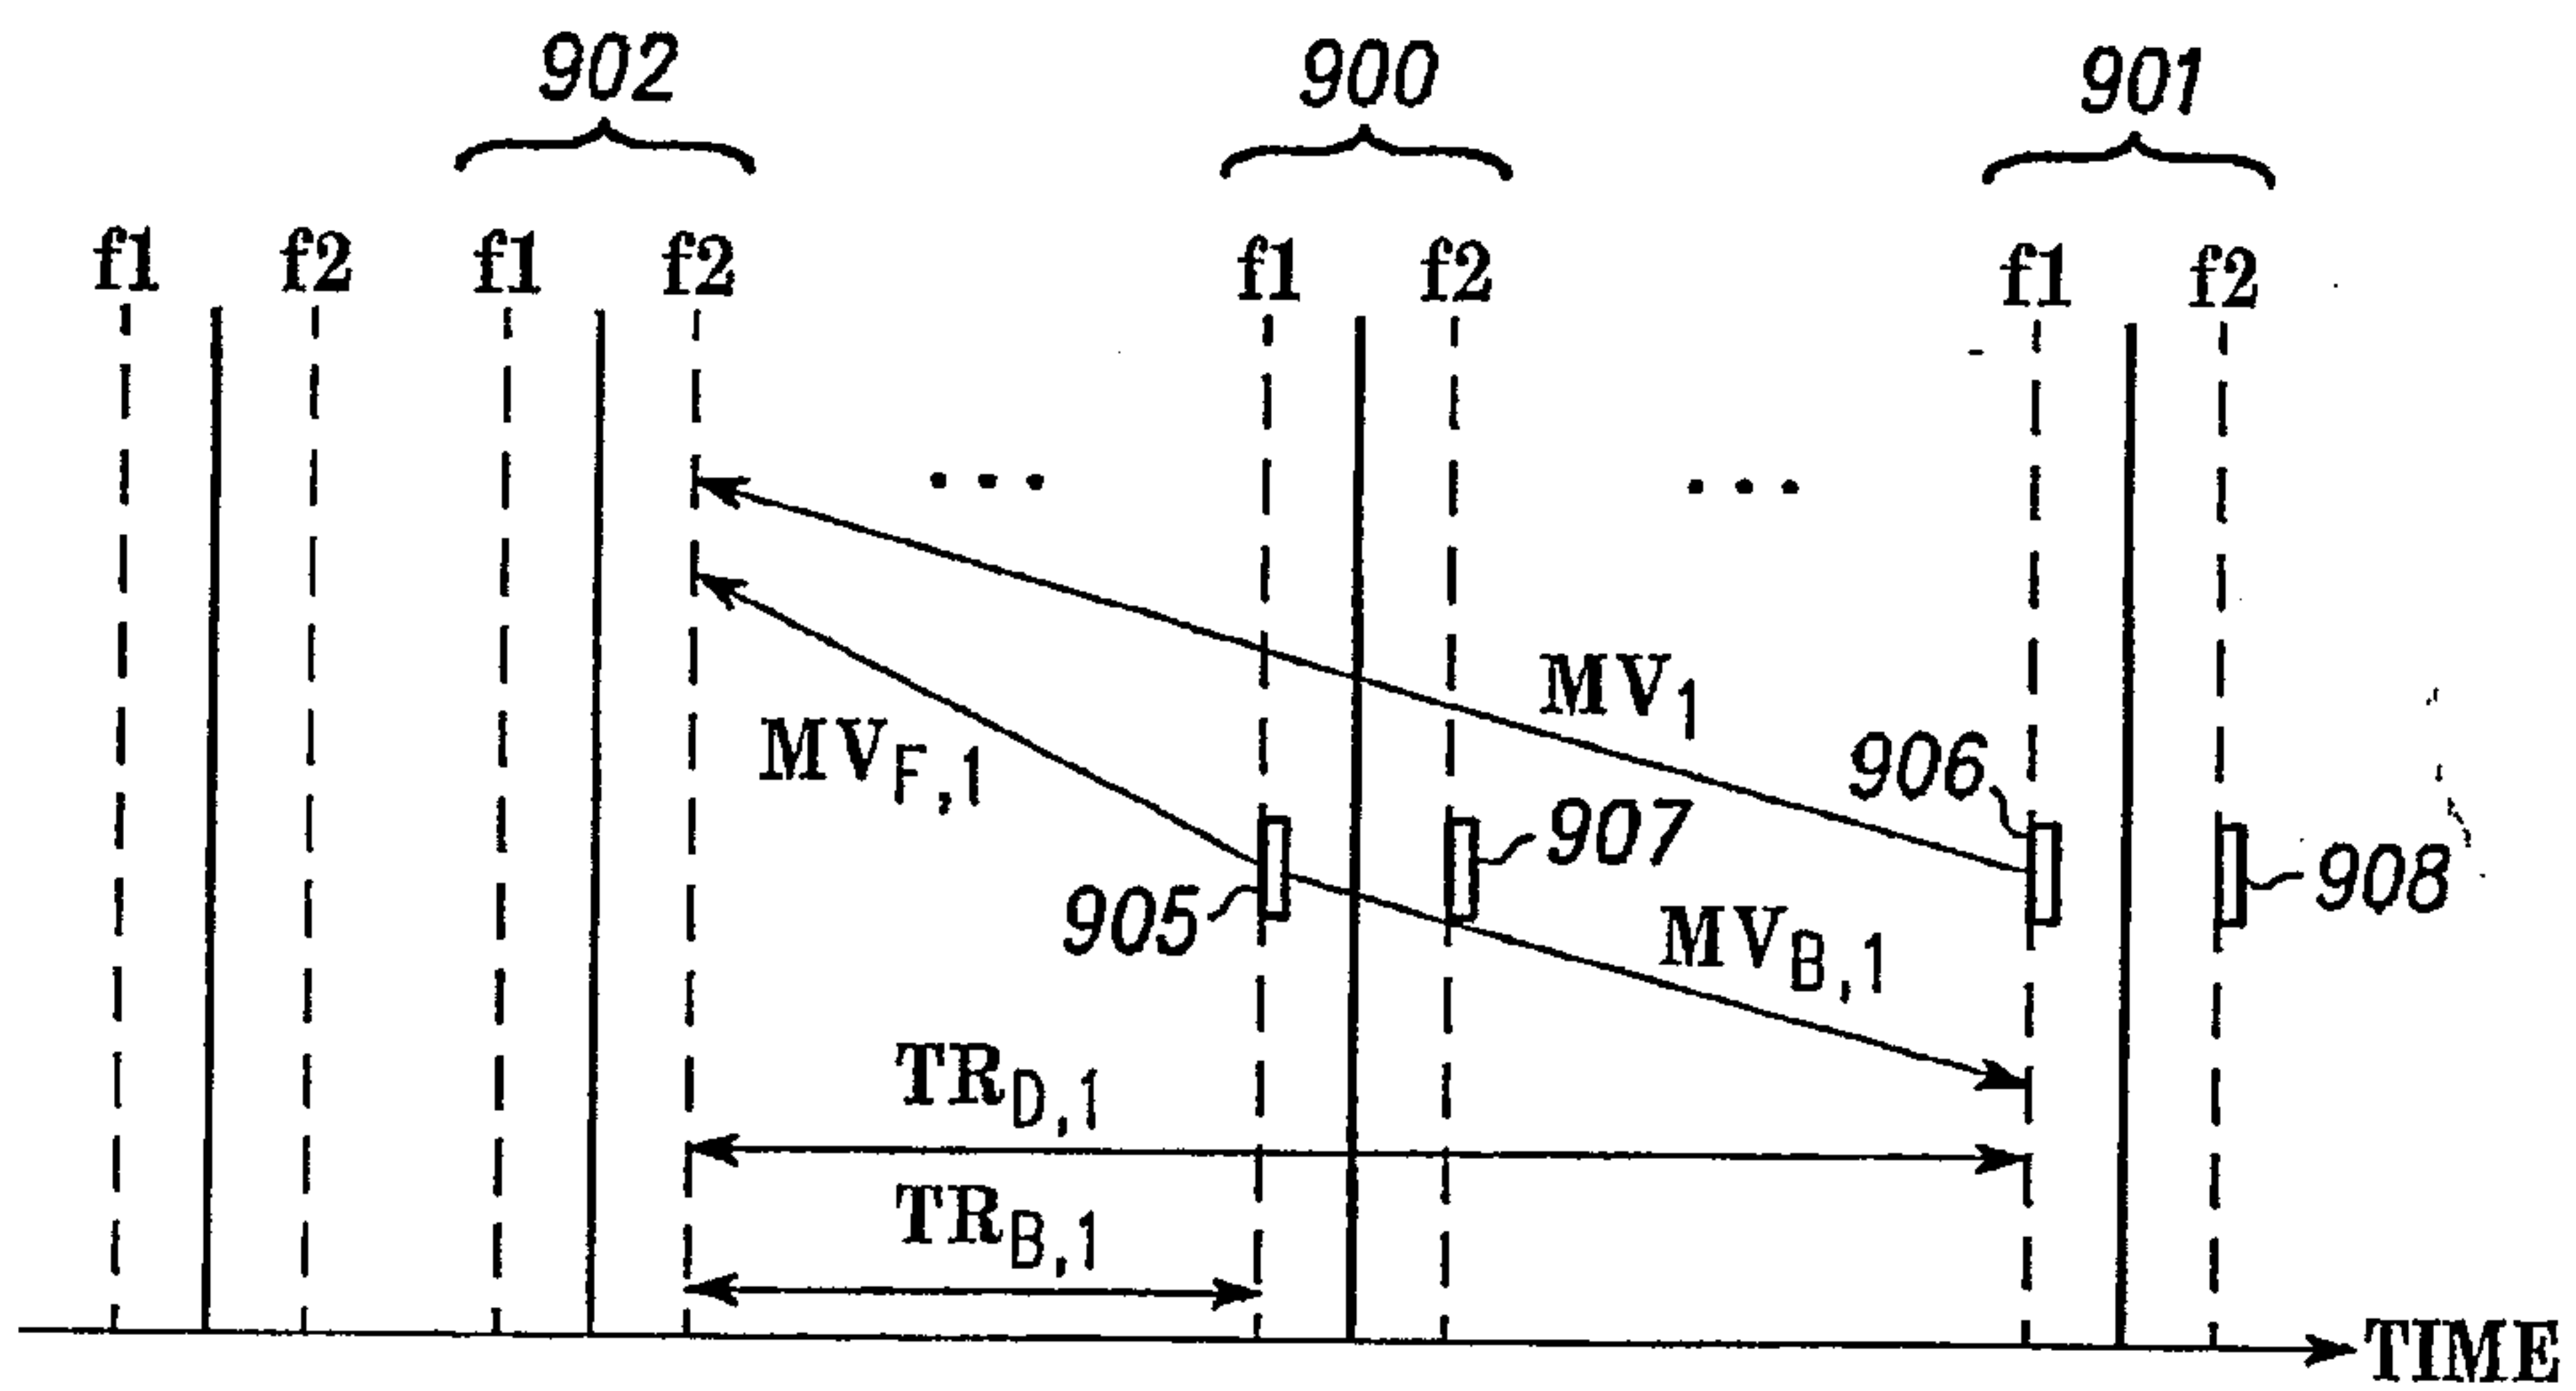 902 900 901
f1 f2 f1 f2 f1 f2 f1 f2
... ...
MV1
MVF,1
906
907
905
908
MVB,1
TRD,1
TRB,1
TIME